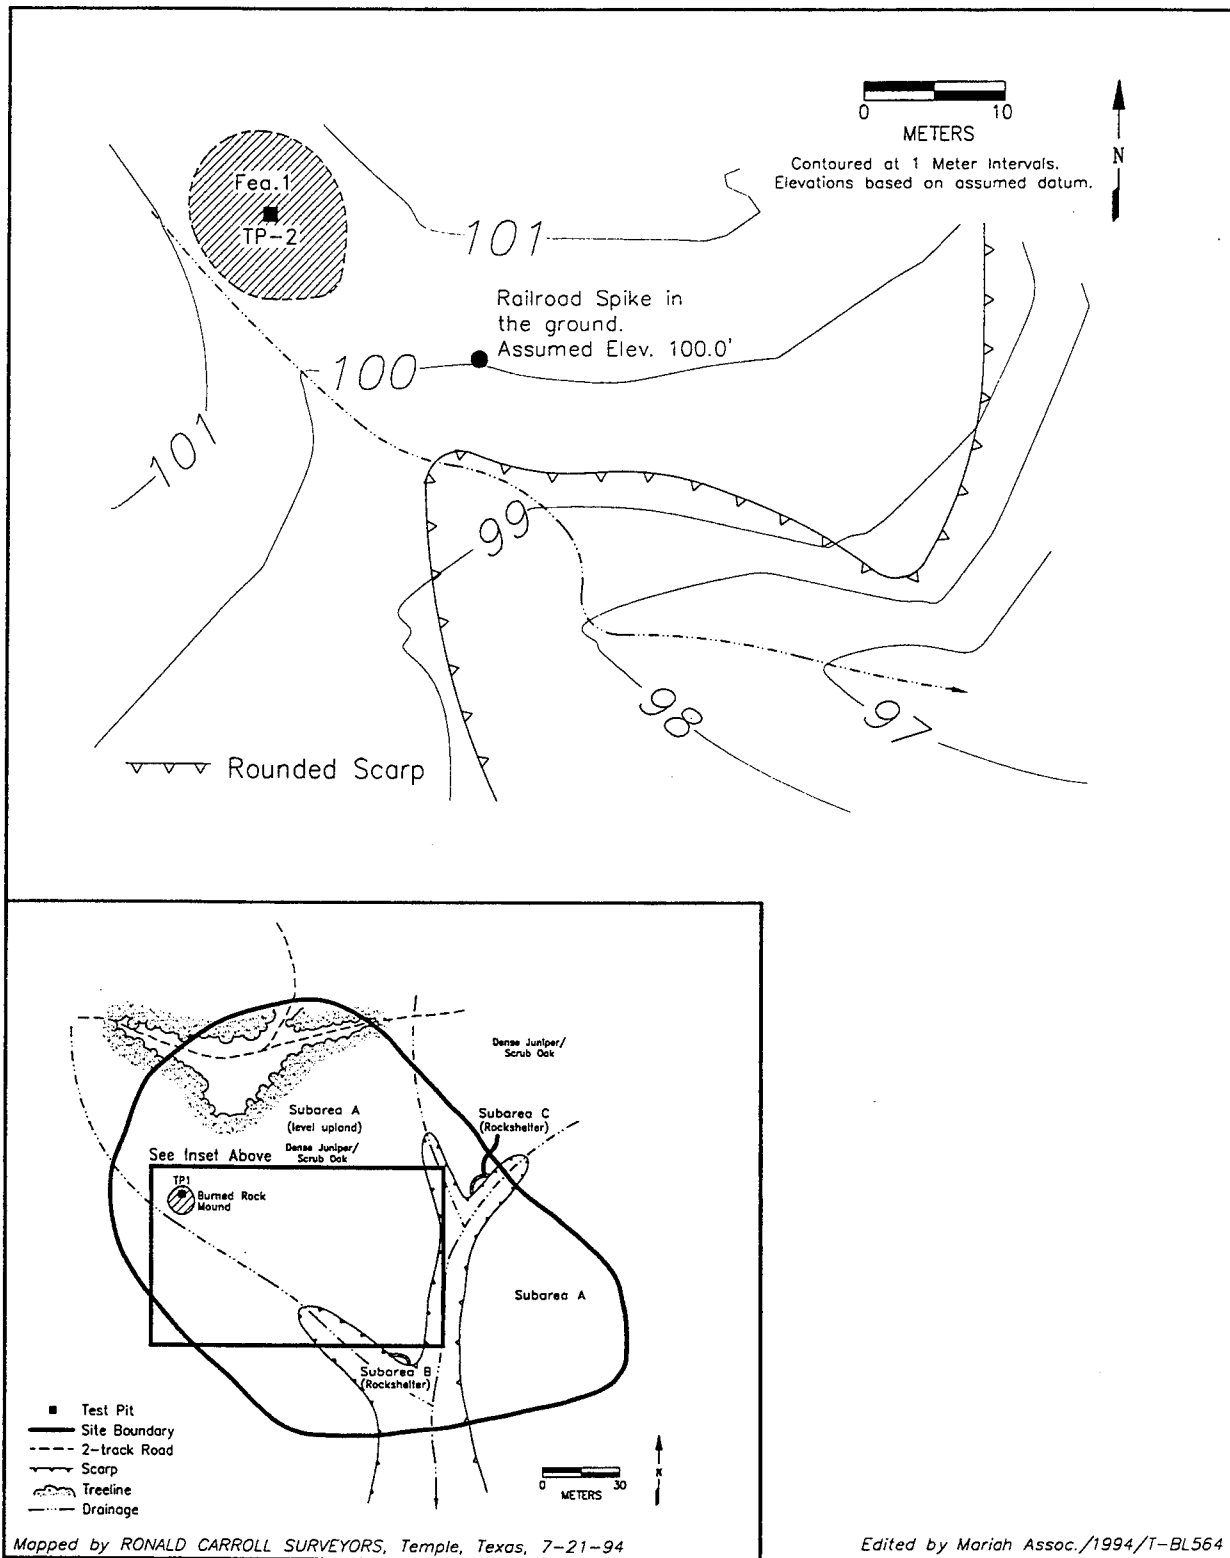 0 10
METERS
Contoured at 1 Meter Intervals.
Elevations based on assumed datum.
N
Fea.1
TP-2
101
Railroad Spike in
the ground.
Assumed Elev. 100.0'
100
101
99
98
97
Rounded Scarp
Dense Juniper/
Scrub Oak
Subarea A
(level upland)
Subarea C
(Rockshelter)
Dense Juniper/
Scrub Oak
See Inset Above
TP1
Burned Rock
Mound
Subarea A
Subarea B
(Rockshelter)
Test Pit
Site Boundary
2-track Road
Scarp
Treeline
Drainage
0 30
METERS
N
Mapped by RONALD CARROLL SURVEYORS, Temple, Texas, 7-21-94
Edited by Mariah Assoc./1994/T-BL564